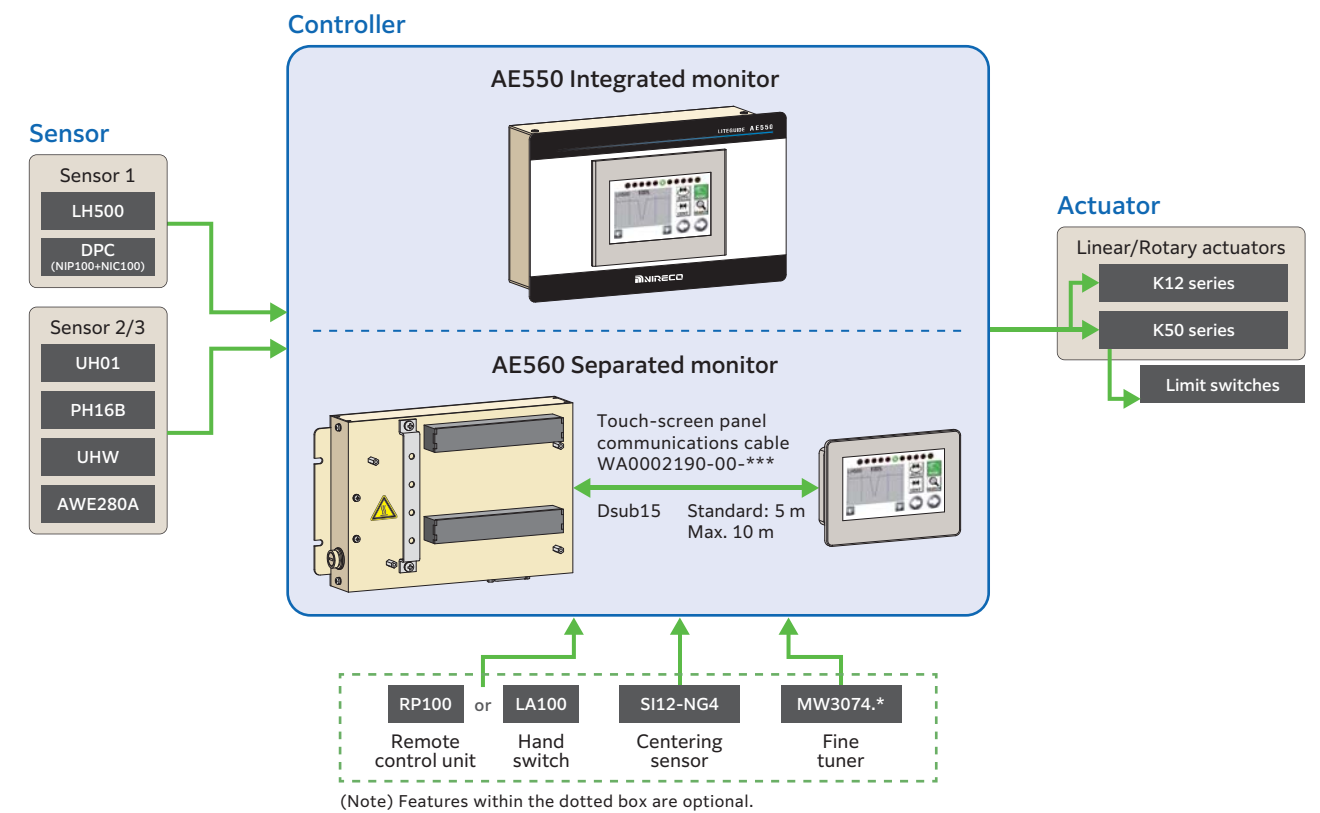 Controller
AE550 Integrated monitor
LITEGUIDE AE550
NIRECO
Sensor
Sensor 1
LH500
DPC
(NIP100+NIC100)
Sensor 2/3
UH01
PH16B
UHW
AWE280A
AE560 Separated monitor
Touch-screen panel
communications cable
WA0002190-00-***
Dsub15 Standard: 5 m
Max. 10 m
Actuator
Linear/Rotary actuators
K12 series
K50 series
Limit switches
RP100 or LA100 SI12-NG4 MW3074.*
Remote Hand Centering Fine
control unit switch sensor tuner
(Note) Features within the dotted box are optional.